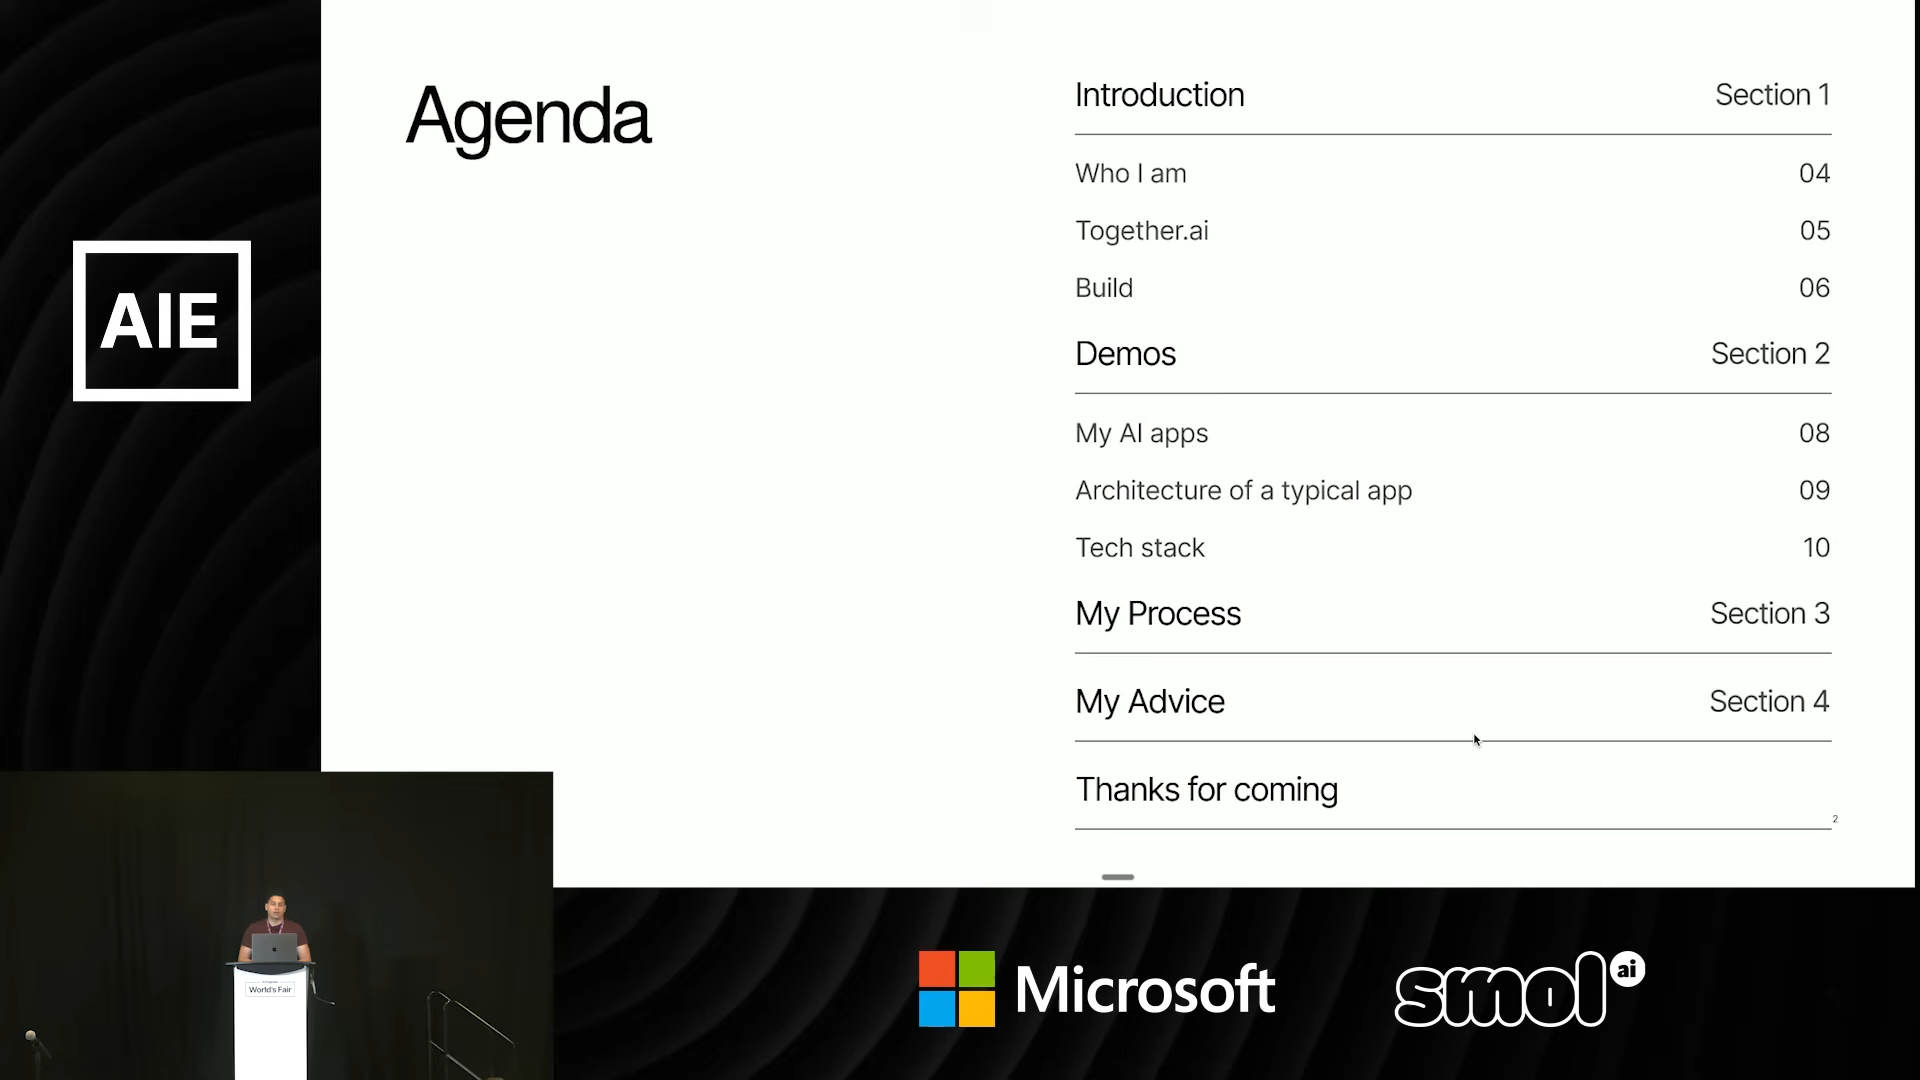 Agenda
Introduction Section 1
Who I am 04
Together.ai 05
Build 06
Demos Section 2
My AI apps 08
Architecture of a typical app 09
Tech stack 10
My Process Section 3
My Advice Section 4
Thanks for coming
2
AIE
World's Fair
Microsoft
smol ai